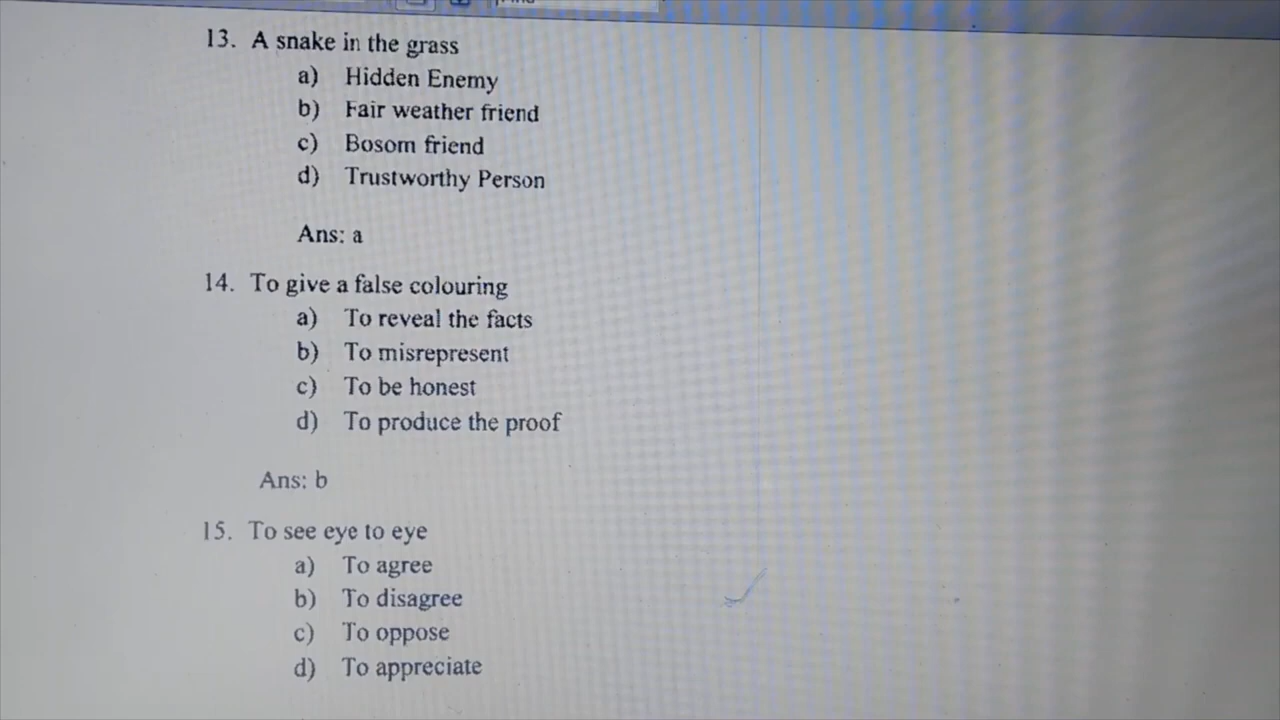 13. A snake in the grass
a) Hidden Enemy
b) Fair weather friend
c) Bosom friend
d) Trustworthy Person
Ans: a
14. To give a false colouring
a) To reveal the facts
b) To misrepresent
c) To be honest
d) To produce the proof
Ans: b
15. To see eye to eye
a) To agree
b) To disagree
c) To oppose
d) To appreciate